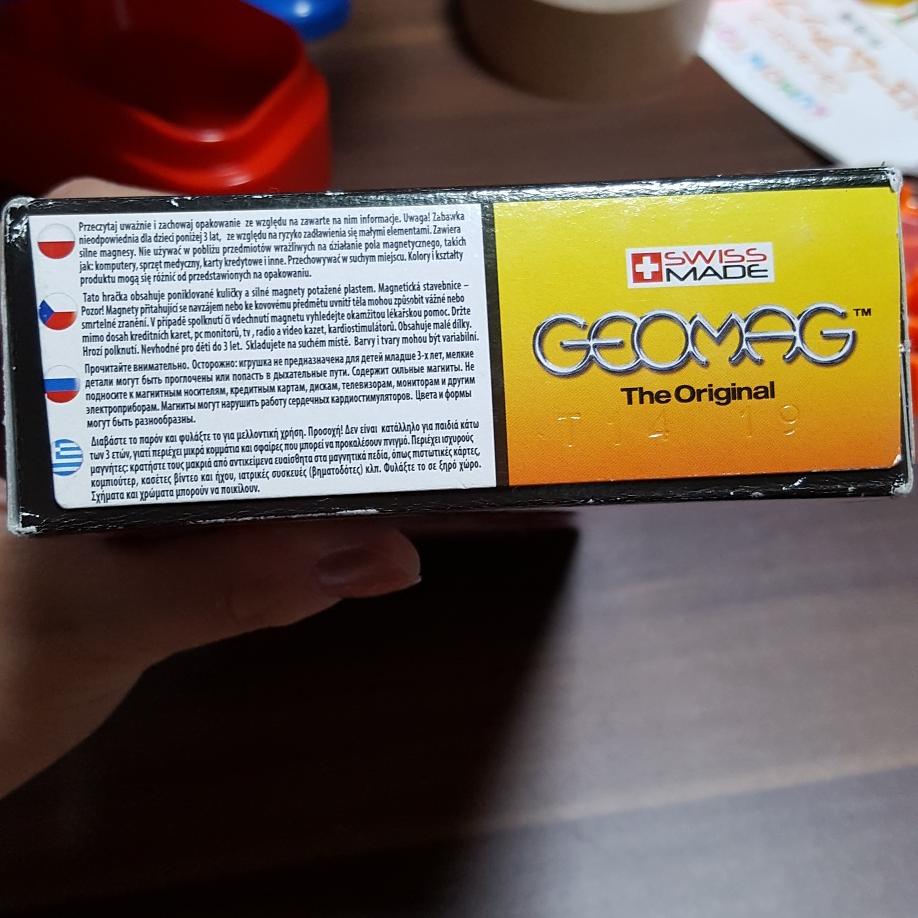 Przeczytaj uważnie i zachowaj opakowanie ze względu na zawarte na nim informacje. Uwaga! Zabawka
nieodpowiednia dla dzieci poniżej 3 lat, ze względu na ryzyko zadławienia się małymi elementami. Zawiera
silne magnesy. Nie używać w pobliżu przedmiotów wrażliwych na działanie pola magnetycznego, takich
jak: komputery, sprzęt medyczny, karty kredytowe i inne. Przechowywać w suchym miejscu. Kolory i kształty
produktu mogą się różnić od przedstawionych na opakowaniu.
Tato hračka obsahuje poniklované kuličky a silné magnety potažené plastem. Magnetická stavebnice –
Pozor! Magnety přitahující se navzájem nebo ke kovovému předmětu uvnitř těla mohou způsobit vážné nebo
smrtelné zranění. V případě spolknutí či vdechnutí magnetu vyhledejte okamžitou lékařskou pomoc. Držte
mimo dosah kreditních karet, pc monitorů, tv, radio a video kazet, kardiostimulátorů. Obsahuje malé dílky.
Hrozí polknutí. Nevhodné pro děti do 3 let. Skladujete na suchém místě. Barvy i tvary mohou být variabilní.
Прочитайте внимательно. Осторожно: игрушка не предназначена для детей младше 3-х лет, мелкие
детали могут быть проглочены или попасть в дыхательные пути. Содержит сильные магниты. Не
подносите к магнитным носителям, кредитным картам, дискам, телевизорам, мониторам и другим
электроприборам. Магниты могут нарушить работу сердечных кардиостимуляторов. Цвета и формы
могут быть разнообразны.
Διαβάστε το παρόν και φυλάξτε το για μελλοντική χρήση. Προσοχή! Δεν είναι κατάλληλο για παιδιά κάτω
των 3 ετών, γιατί περιέχει μικρά κομμάτια και σφαίρες που μπορεί να προκαλέσουν πνιγμό. Περιέχει ισχυρούς
μαγνήτες: κρατήστε τους μακριά από αντικείμενα ευαίσθητα στα μαγνητικά πεδία, όπως πιστωτικές κάρτες,
κομπιούτερ, κασέτες βίντεο και ήχου, ιατρικές συσκευές (βηματοδότες) κλπ. Φυλάξτε το σε ξηρό χώρο.
Σχήματα και χρώματα μπορούν να ποικίλουν.
SWISS
MADE
GEOMAG™
The Original